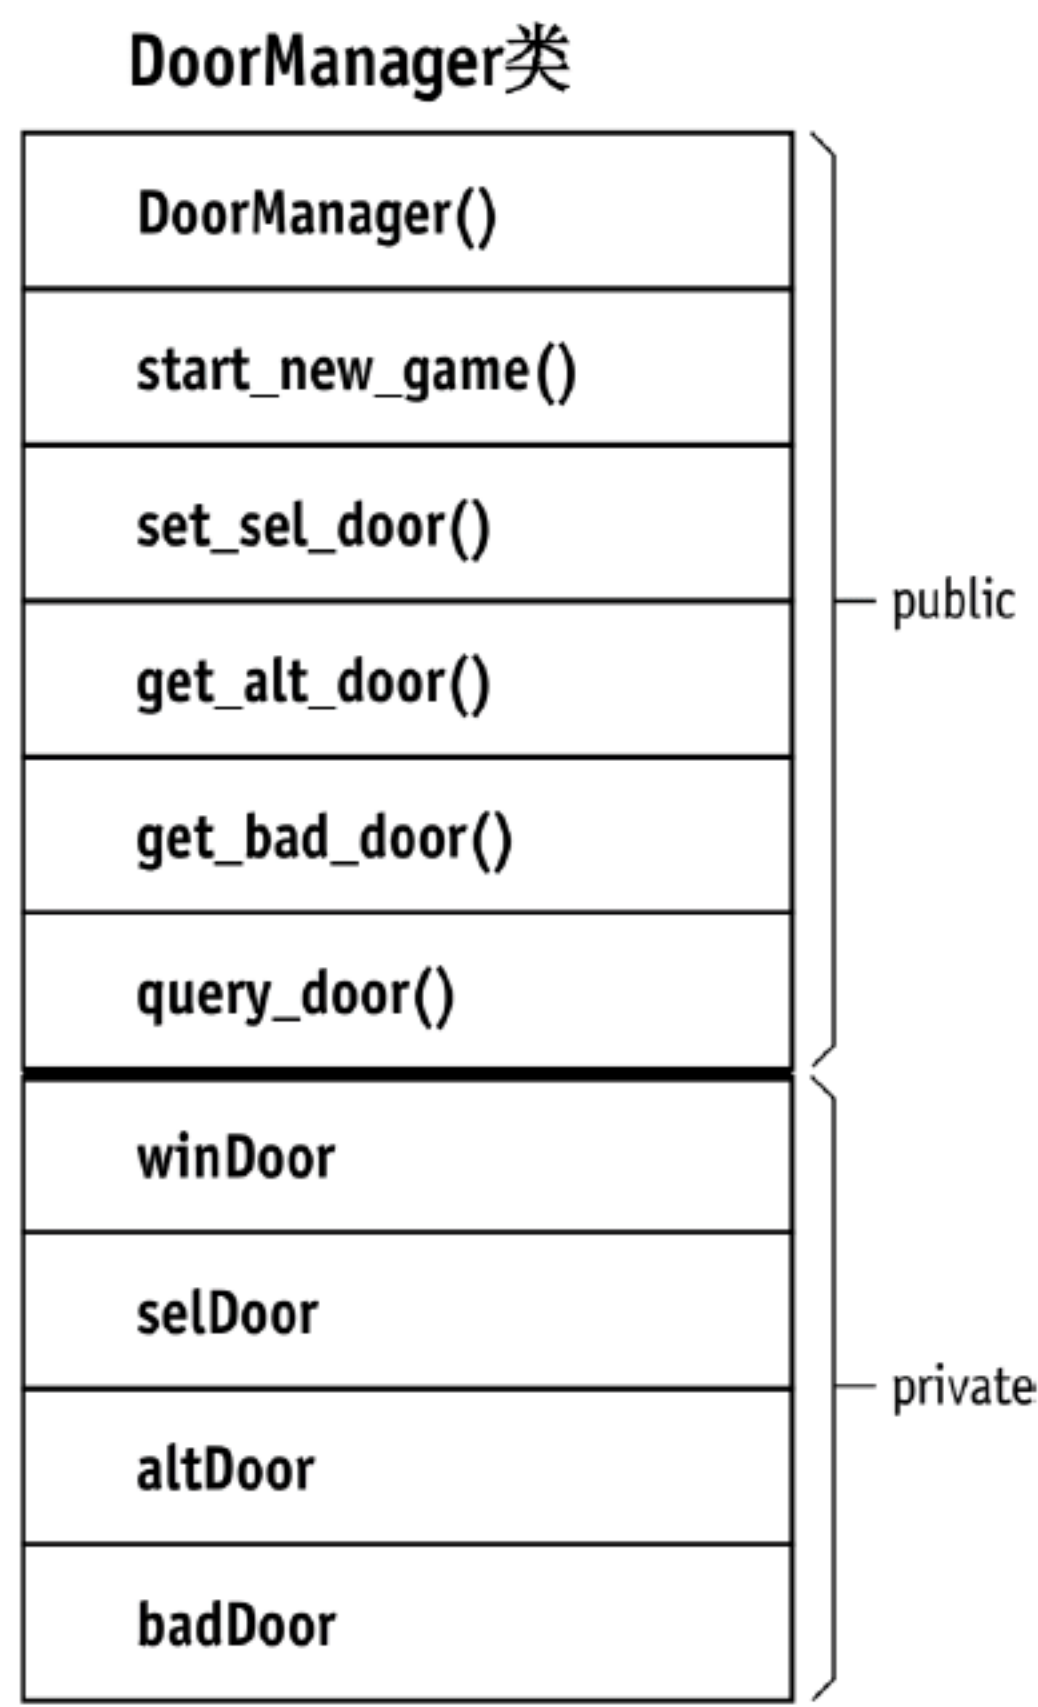 DoorManager类
DoorManager()
start_new_game()
set_sel_door()
get_alt_door()
public
get_bad_door()
query_door()
winDoor
selDoor
private
altDoor
badDoor